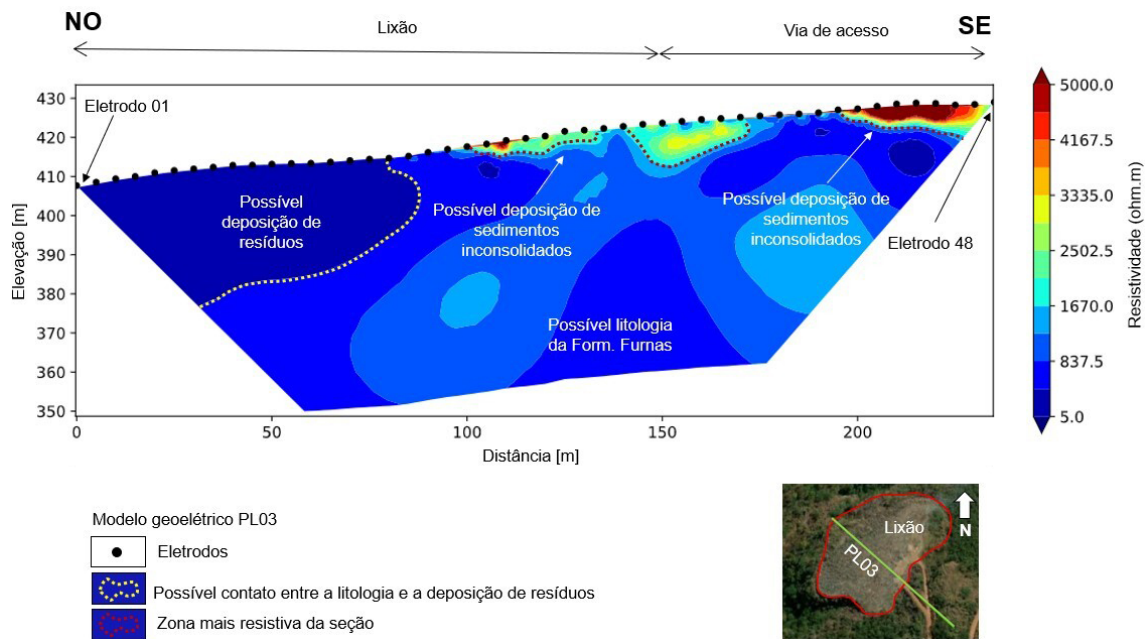 NO
Lixão
Via de acesso
SE
Eletrodo 01
430
420
410
400
390
380
370
360
350
Elevação [m]
Possível
deposição de
resíduos
Possível deposição de
sedimentos
inconsolidados
Possível deposição de
sedimentos
inconsolidados
Eletrodo 48
Possível litologia
da Form. Furnas
0
50
100
150
200
Distância [m]
5000.0
4167.5
3335.0
2502.5
1670.0
837.5
5.0
Resistividade (ohm.m)
Modelo geoelétrico PL03
Eletrodos
Possível contato entre a litologia e a deposição de resíduos
Zona mais resistiva da seção
Lixão
N
PL03